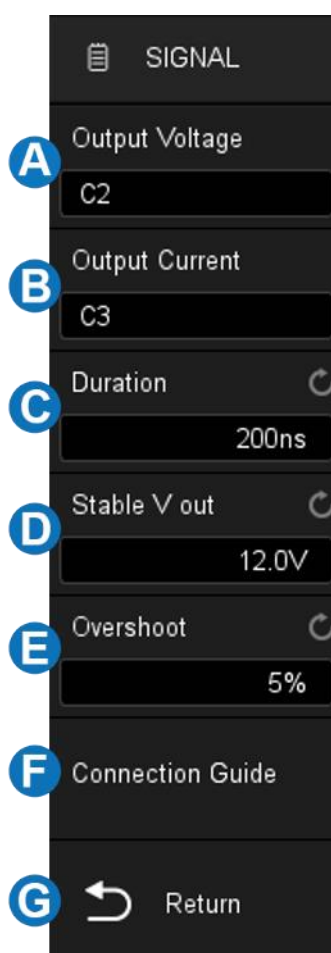 SIGNAL
A
Output Voltage
C2
B
Output Current
C3
C
Duration
200ns
D
Stable V out
12.0V
E
Overshoot
5%
F
Connection Guide
G
Return